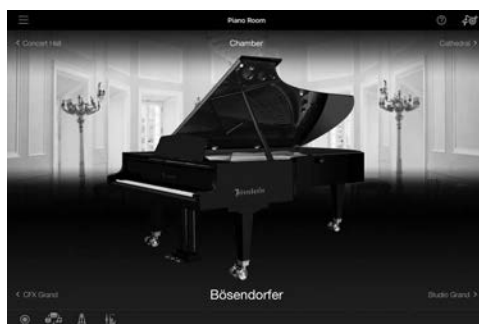 Piano Room
< Concert Hall
Chamber
Cathedral >
Bösendorfer
< CFX Grand
Bösendorfer
Studio Grand >